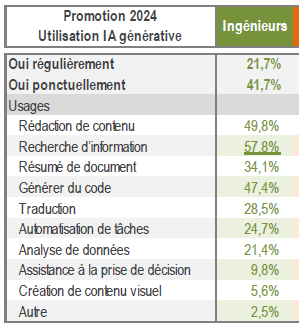 Promotion 2024
Utilisation IA générative
Ingénieurs
Oui régulièrement 21,7%
Oui ponctuellement 41,7%
Usages
Rédaction de contenu 49,8%
Recherche d'information 57,8%
Résumé de document 34,1%
Générer du code 47,4%
Traduction 28,5%
Automatisation de tâches 24,7%
Analyse de données 21,4%
Assistance à la prise de décision 9,8%
Création de contenu visuel 5,6%
Autre 2,5%